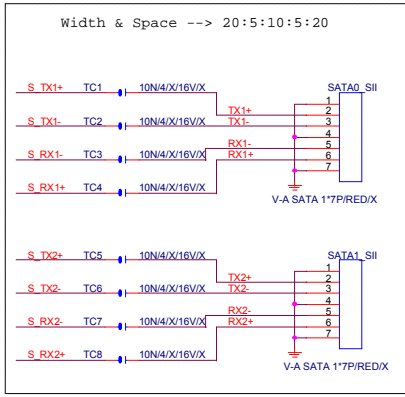 Width & Space --> 20:5:10:5:20
S_TX1+ TC1 10N/4/X/16V/X SATA0_SII
1
TX1+ 2
S_TX1- TC2 10N/4/X/16V/X TX1- 3
4
S_RX1- TC3 10N/4/X/16V/X RX1- 5
RX1+ 6
7
S_RX1+ TC4 10N/4/X/16V/X
V-A SATA 1*7P/RED/X
S_TX2+ TC5 10N/4/X/16V/X SATA1_SII
1
TX2+ 2
S_TX2- TC6 10N/4/X/16V/X TX2- 3
4
S_RX2- TC7 10N/4/X/16V/X RX2- 5
RX2+ 6
7
S_RX2+ TC8 10N/4/X/16V/X
V-A SATA 1*7P/RED/X